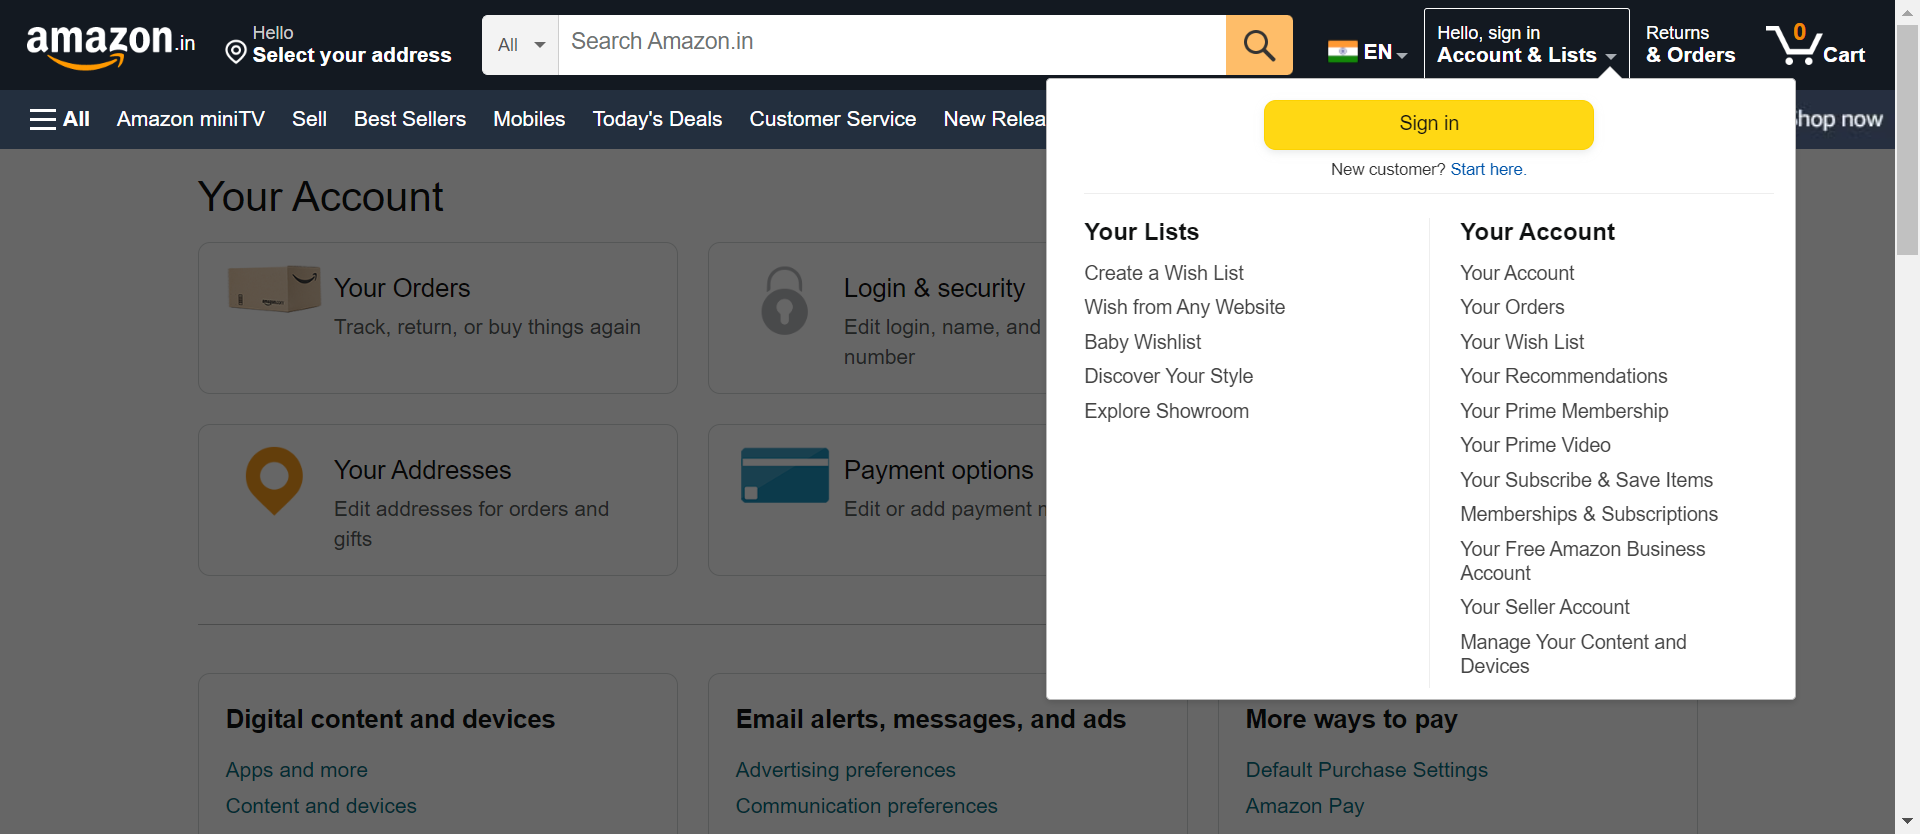 amazon.in
Hello
Select your address
All
Search Amazon.in
EN
Hello, sign in
Account & Lists
Returns
& Orders
0
Cart
All
Amazon miniTV
Sell
Best Sellers
Mobiles
Today's Deals
Customer Service
New Relea
hop now
Sign in
New customer? Start here.
Your Lists
Create a Wish List
Wish from Any Website
Baby Wishlist
Discover Your Style
Explore Showroom
Your Account
Your Account
Your Orders
Your Wish List
Your Recommendations
Your Prime Membership
Your Prime Video
Your Subscribe & Save Items
Memberships & Subscriptions
Your Free Amazon Business
Account
Your Seller Account
Manage Your Content and
Devices
Your Account
Your Orders
Track, return, or buy things again
Login & security
Edit login, name, and
number
Your Addresses
Edit addresses for orders and
gifts
Payment options
Edit or add payment
Digital content and devices
Apps and more
Content and devices
Email alerts, messages, and ads
Advertising preferences
Communication preferences
More ways to pay
Default Purchase Settings
Amazon Pay